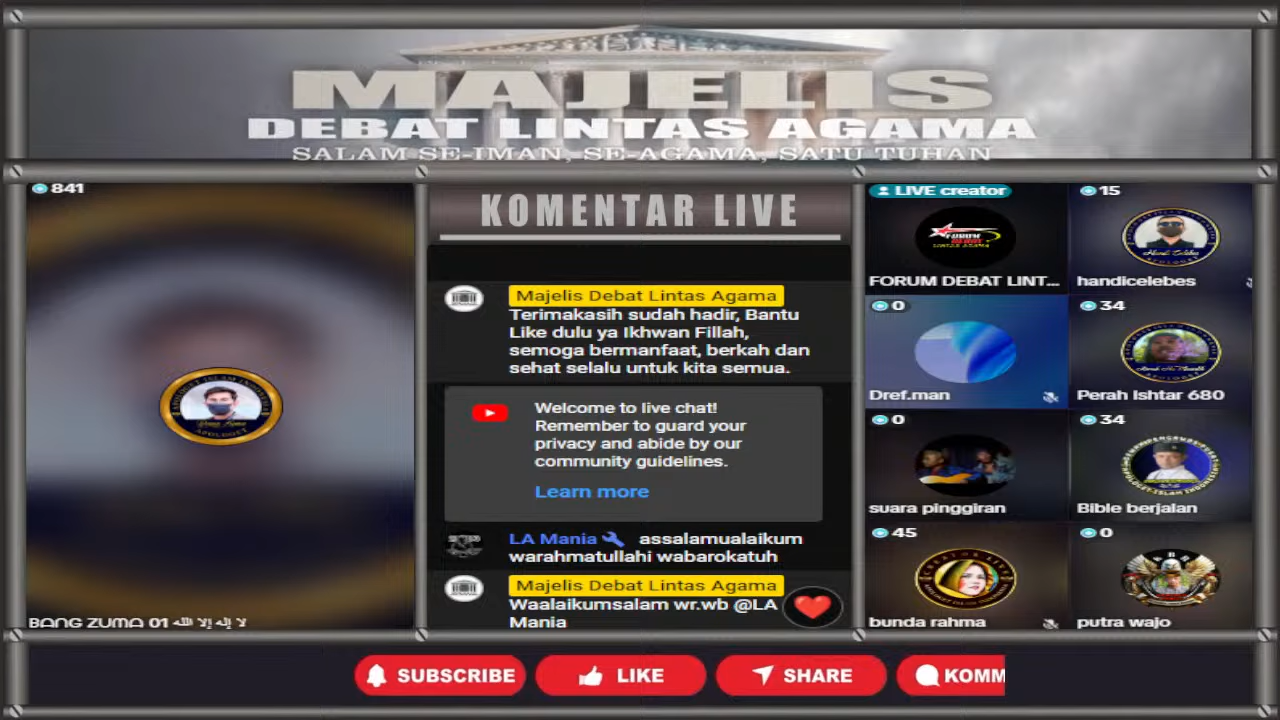 MAJELIS
DEBAT LINTAS AGAMA
SALAM SE-IMAN, SE-AGAMA, SATU TUHAN
841
BANG ZUMA 01 لا إله إلا الله
KOMENTAR LIVE
Majelis Debat Lintas Agama
Terimakasih sudah hadir, Bantu
Like dulu ya Ikhwan Fillah,
semoga bermanfaat, berkah dan
sehat selalu untuk kita semua.
Welcome to live chat!
Remember to guard your
privacy and abide by our
community guidelines.
Learn more
LA Mania assalamualaikum
warahmatullahi wabarokatuh
Majelis Debat Lintas Agama
Waalaikumsalam wr.wb @LA
Mania
LIVE creator
FORUM DEBAT LINT...
15
handicelebes
0
Dref.man
34
Perah Ishtar 680
0
suara pinggiran
34
Bible berjalan
45
bunda rahma
0
putra wajo
SUBSCRIBE
LIKE
SHARE
KOMM